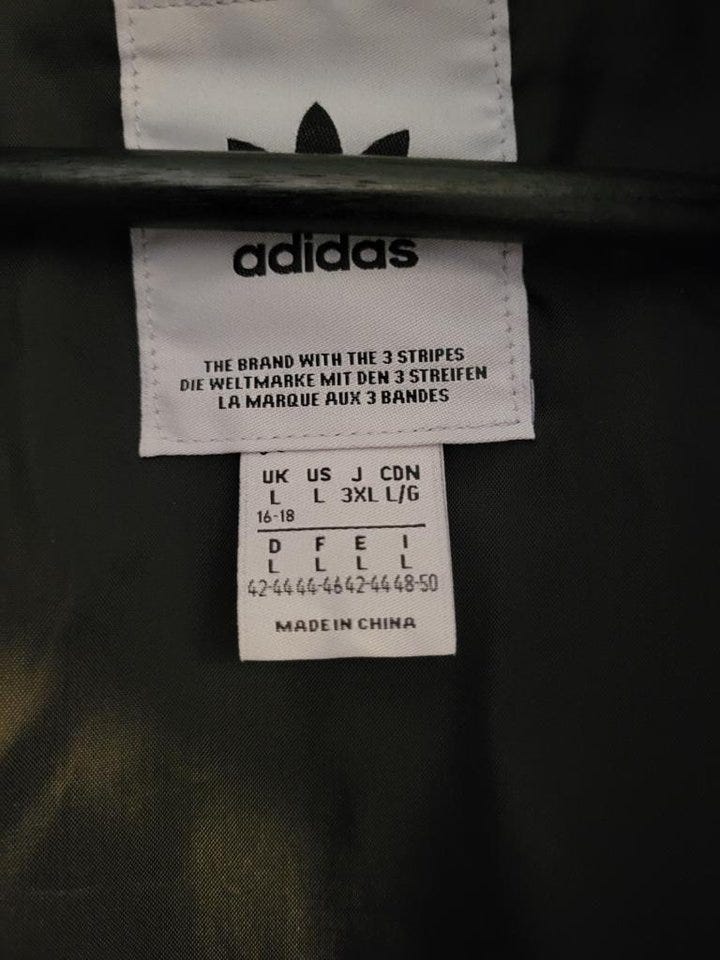 adidas
THE BRAND WITH THE 3 STRIPES
DIE WELTMARKE MIT DEN 3 STREIFEN
LA MARQUE AUX 3 BANDES
UK US J CDN
L L 3XL L/G
16-18
D F E I
L L L L
42-44 44-46 42-44 48-50
MADE IN CHINA